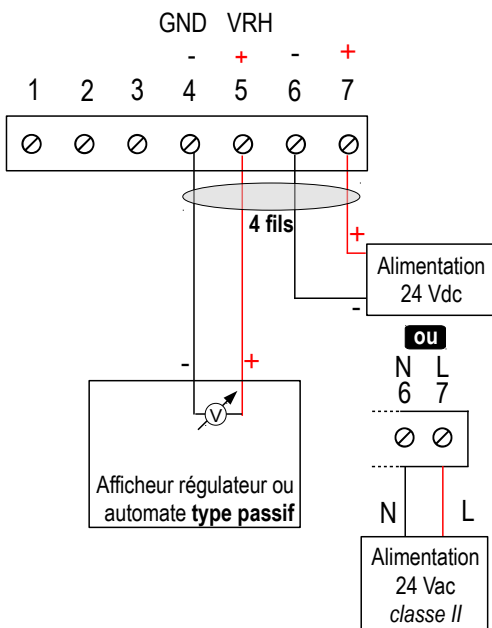 GND VRH
- + - +
1 2 3 4 5 6 7
4 fils
+
Alimentation
24 Vdc
-
ou
N L
6 7
- +
V
Afficheur régulateur ou
automate type passif
N L
Alimentation
24 Vac
classe II